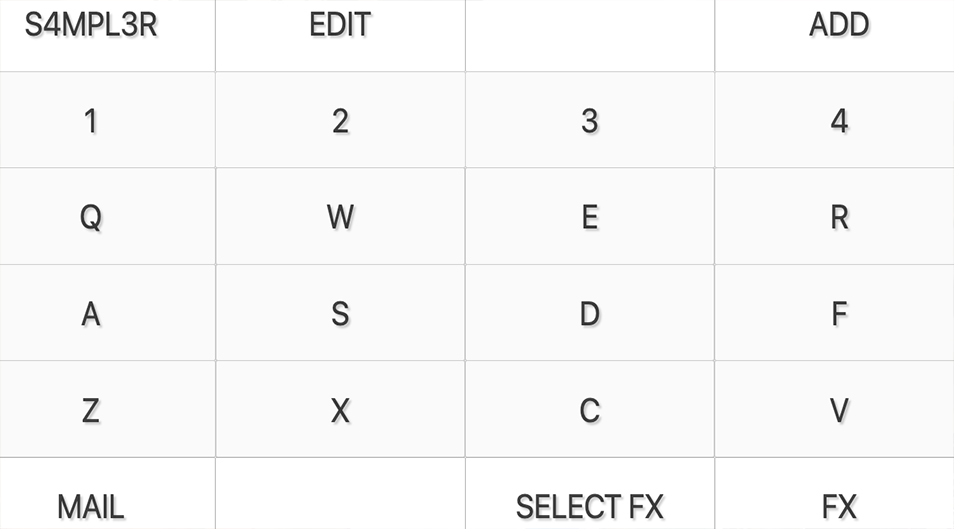 S4MPL3R EDIT ADD
1 2 3 4
Q W E R
A S D F
Z X C V
MAIL SELECT FX FX